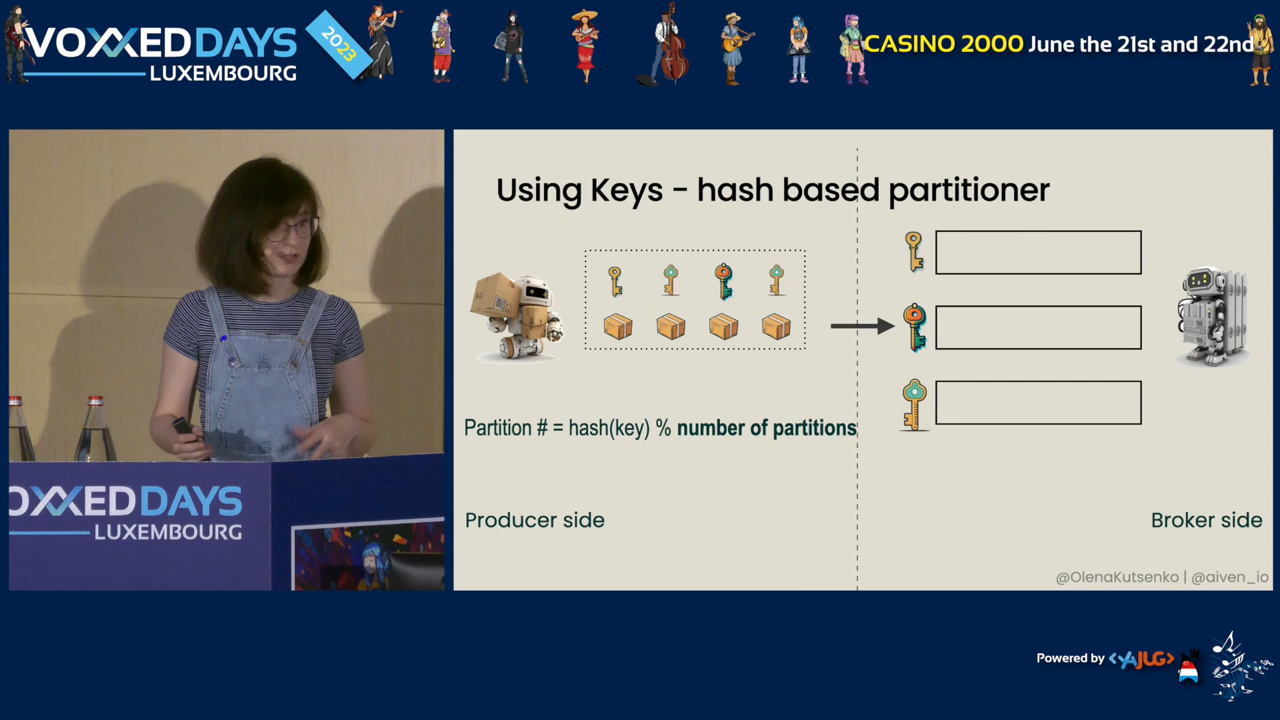 VOXXEDDAYS
LUXEMBOURG
2023
CASINO 2000 June the 21st and 22nd
Using Keys - hash based partitioner
Partition # = hash(key) % number of partitions
Producer side
Broker side
@OlenaKutsenko | @aiven_io
OXXEDDAYS
LUXEMBOURG
Powered by <YAJUG>